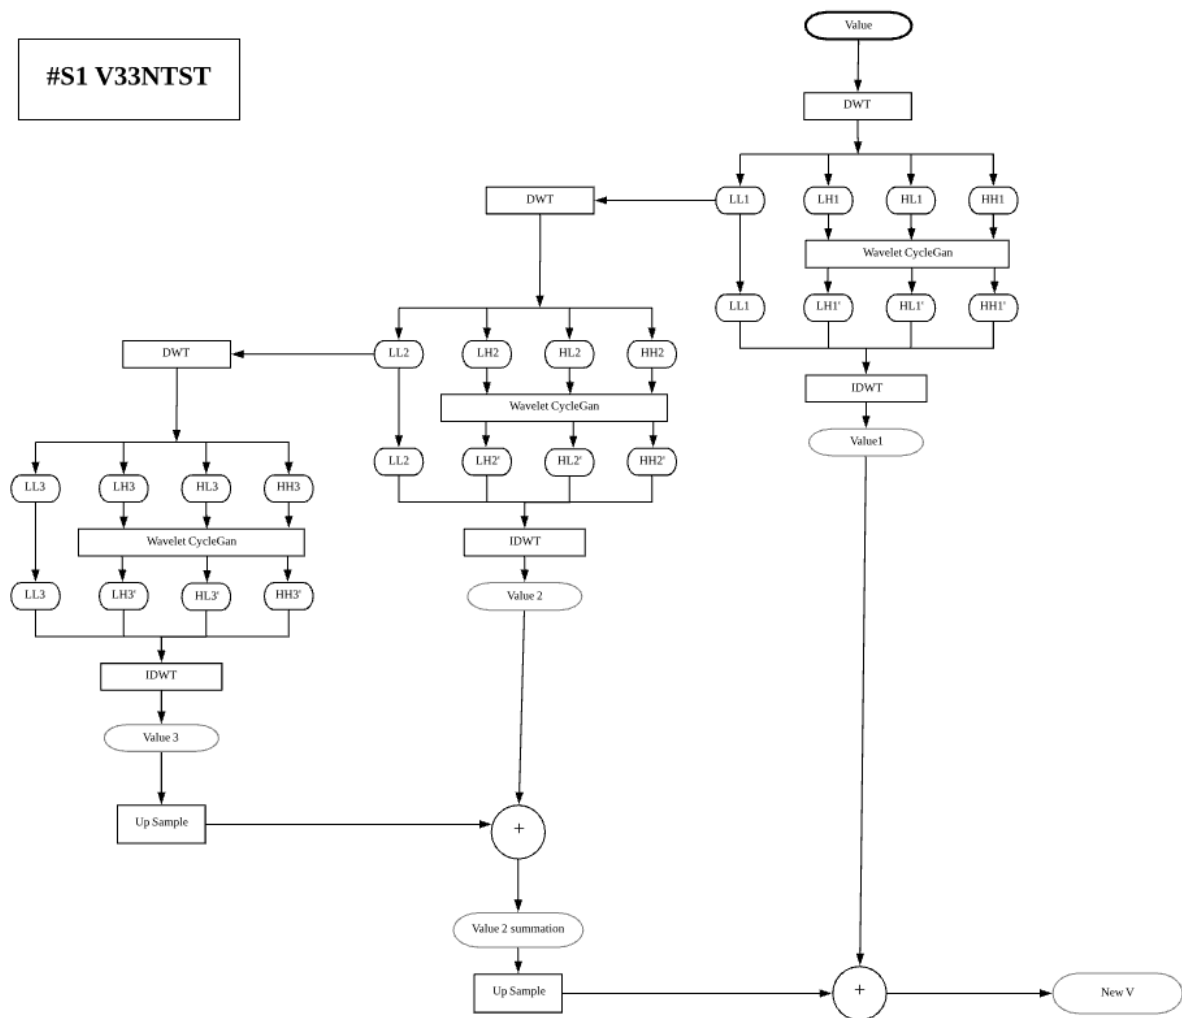 Value
#S1 V33NTST
DWT
DWT
LL1
LH1
HL1
HH1
Wavelet CycleGan
LL1
LH1'
HL1'
HH1'
DWT
LL2
LH2
HL2
HH2
IDWT
Wavelet CycleGan
Value1
LL2
LH2'
HL2'
HH2'
LL3
LH3
HL3
HH3
Wavelet CycleGan
IDWT
LL3
LH3'
HL3'
HH3'
Value 2
IDWT
Value 3
Up Sample
+
Value 2 summation
Up Sample
+
New V